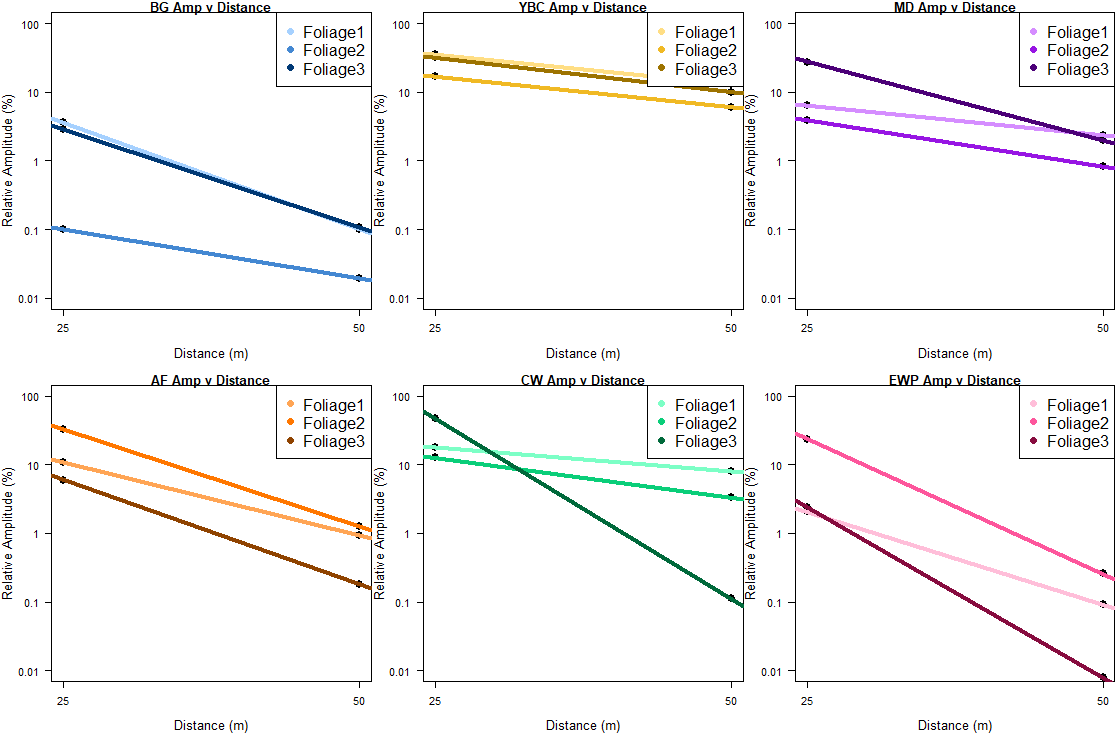 BG Amp v Distance
Relative Amplitude (%)
100
10
1
0.1
0.01
25
50
Distance (m)
Foliage1
Foliage2
Foliage3
YBC Amp v Distance
Relative Amplitude (%)
100
10
1
0.1
0.01
25
50
Distance (m)
Foliage1
Foliage2
Foliage3
MD Amp v Distance
Relative Amplitude (%)
100
10
1
0.1
0.01
25
50
Distance (m)
Foliage1
Foliage2
Foliage3
AF Amp v Distance
Relative Amplitude (%)
100
10
1
0.1
0.01
25
50
Distance (m)
Foliage1
Foliage2
Foliage3
CW Amp v Distance
Relative Amplitude (%)
100
10
1
0.1
0.01
25
50
Distance (m)
Foliage1
Foliage2
Foliage3
EWP Amp v Distance
Relative Amplitude (%)
100
10
1
0.1
0.01
25
50
Distance (m)
Foliage1
Foliage2
Foliage3